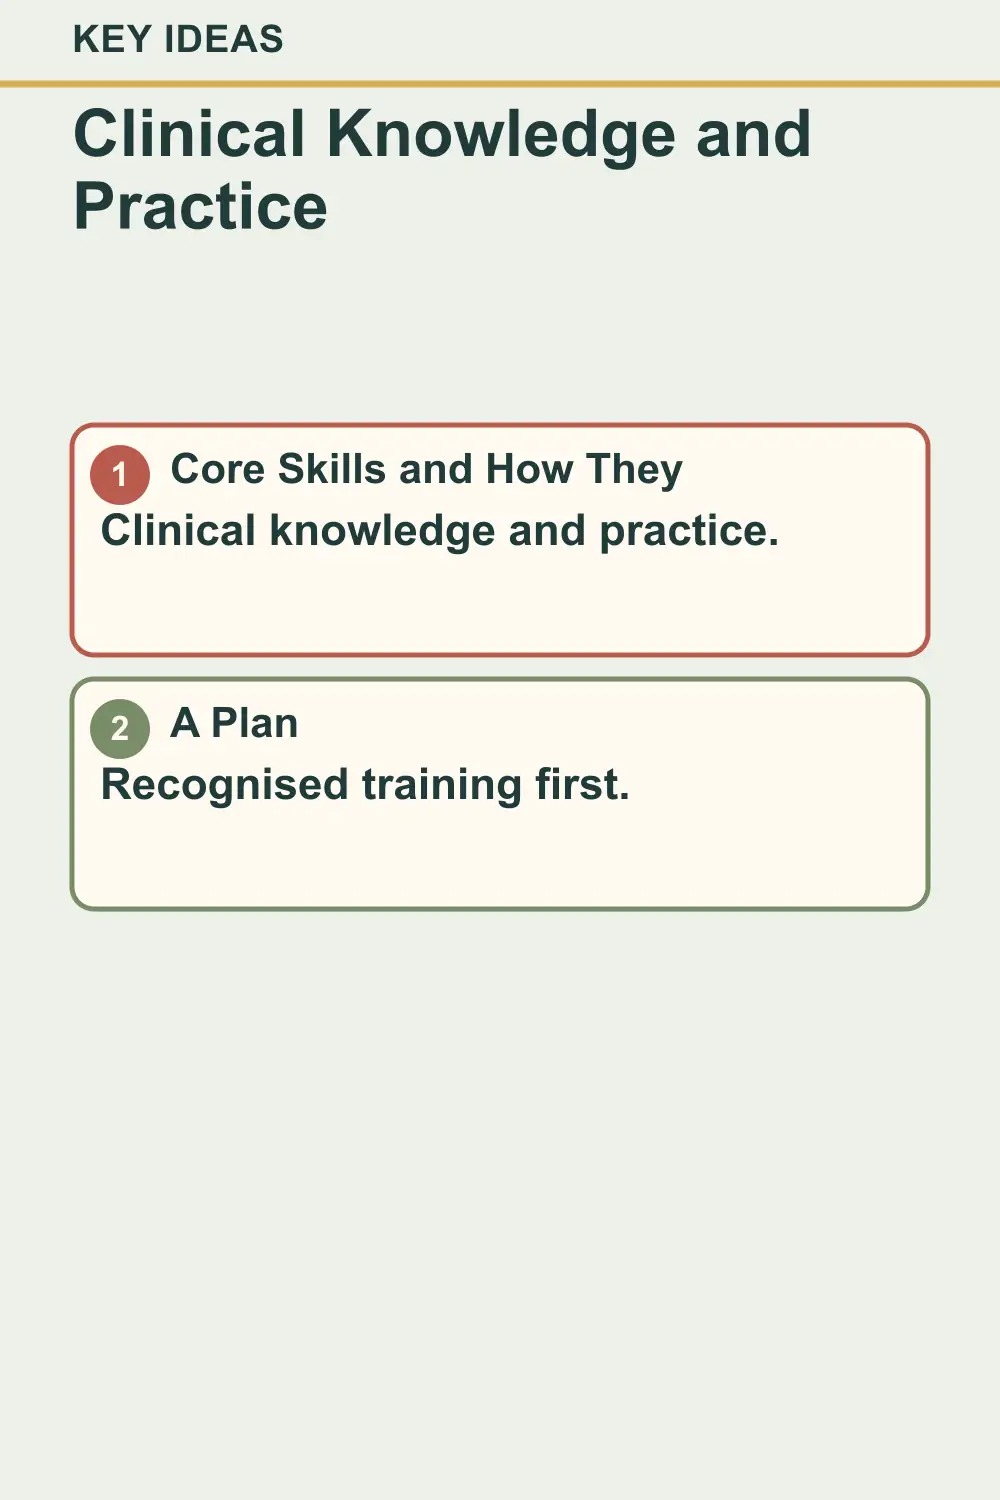 KEY IDEAS
Clinical Knowledge and
Practice
1 Core Skills and How They
Clinical knowledge and practice.
2 A Plan
Recognised training first.